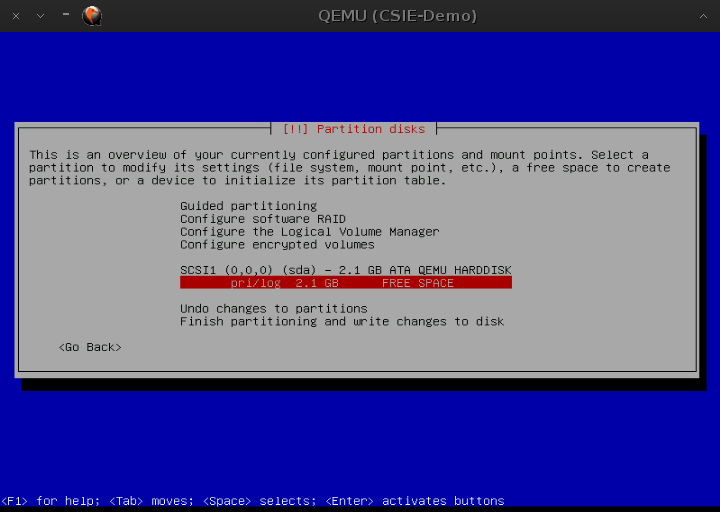 QEMU (CSIE-Demo)
[!!] Partition disks
This is an overview of your currently configured partitions and mount points. Select a
partition to modify its settings (file system, mount point, etc.), a free space to create
partitions, or a device to initialize its partition table.
Guided partitioning
Configure software RAID
Configure the Logical Volume Manager
Configure encrypted volumes
SCSI1 (0,0,0) (sda) - 2.1 GB ATA QEMU HARDDISK
pri/log 2.1 GB FREE SPACE
Undo changes to partitions
Finish partitioning and write changes to disk
<Go Back>
<F1> for help; <Tab> moves; <Space> selects; <Enter> activates buttons